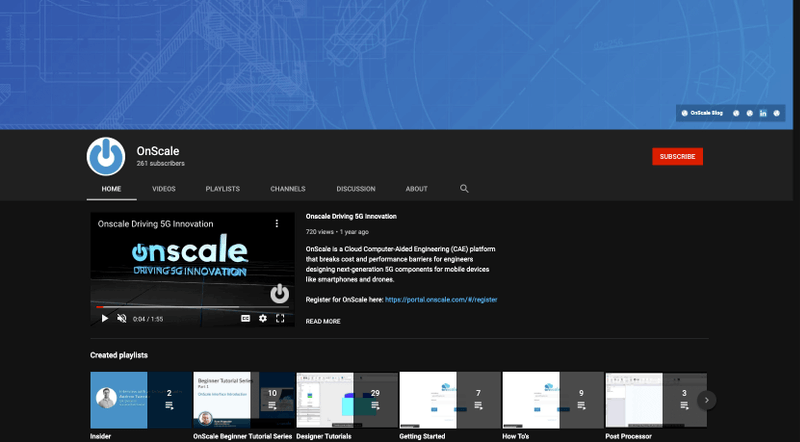 OnScale Blog
OnScale
261 subscribers
SUBSCRIBE
HOME
VIDEOS
PLAYLISTS
CHANNELS
DISCUSSION
ABOUT
Onscale Driving 5G Innovation
onscale
DRIVING 5G INNOVATION
0:04 / 1:55
Onscale Driving 5G Innovation
720 views • 1 year ago
OnScale is a Cloud Computer-Aided Engineering (CAE) platform
that breaks cost and performance barriers for engineers
designing next-generation 5G components for mobile devices
like smartphones and drones.
Register for OnScale here: https://portal.onscale.com/#/register
READ MORE
Created playlists
2
Beginner Tutorial Series
Part 1
OnScale Interface Introduction
10
29
7
9
3
Insider
OnScale Beginner Tutorial Series
Designer Tutorials
Getting Started
How To's
Post Processor